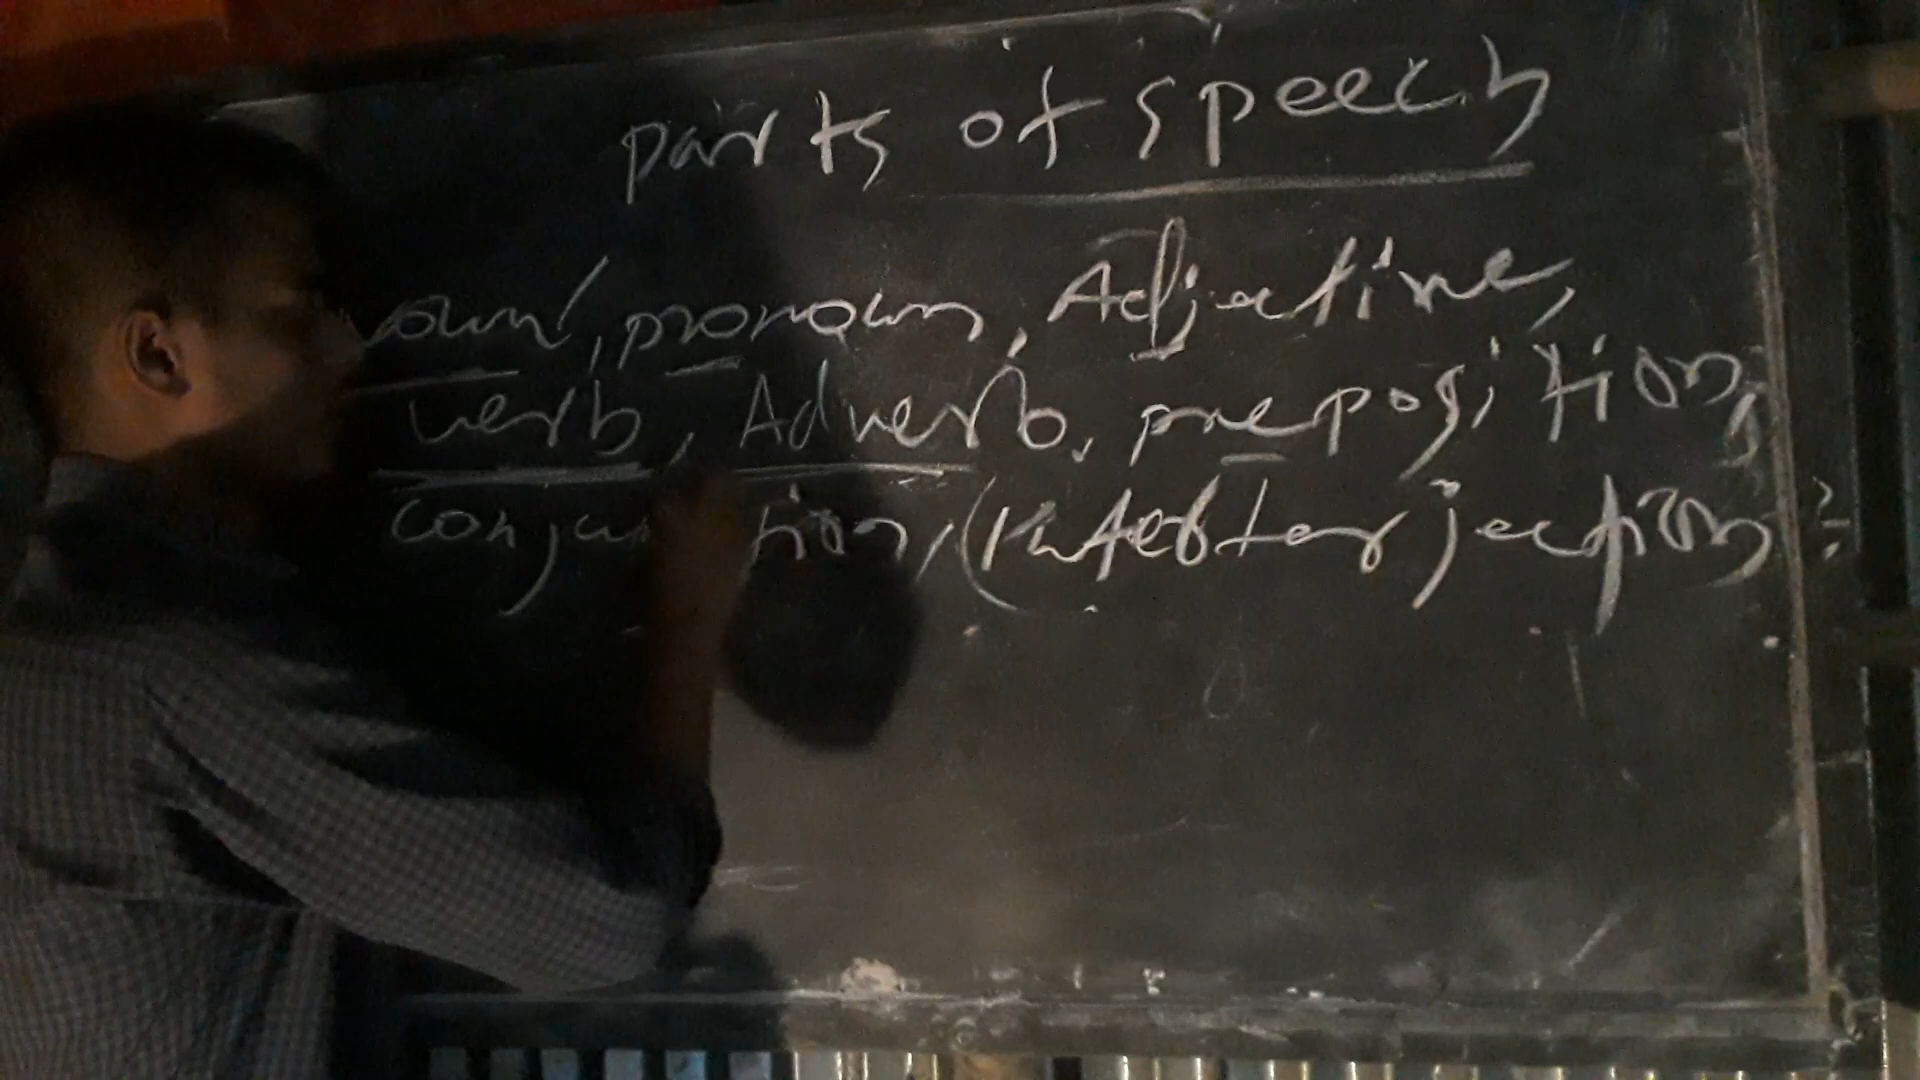 parts of speech
noun, pronoun, Adjective,
verb, Adverb, preposition,
conjunction, (Interjection